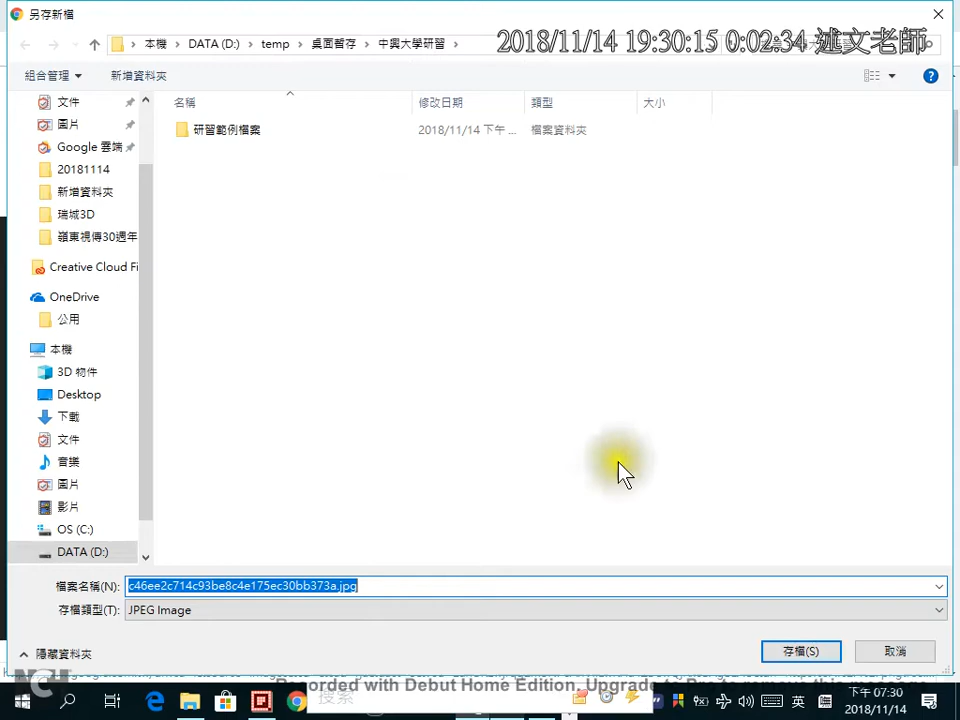 另存新檔
本機 › DATA (D:) › temp › 桌面暫存 › 中興大學研習 ›
2018/11/14 19:30:15 0:02:34 述文老師
組合管理
新增資料夾
名稱 修改日期 類型 大小
研習範例檔案 2018/11/14 下午 ... 檔案資料夾
文件
圖片
Google 雲端
20181114
新增資料夾
瑞城3D
嶺東視傳30週年
Creative Cloud Fi
OneDrive
公用
本機
3D 物件
Desktop
下載
文件
音樂
圖片
影片
OS (C:)
DATA (D:)
檔案名稱(N): c46ee2c714c93be8c4e175ec30bb373a.jpg
存檔類型(T): JPEG Image
隱藏資料夾
存檔(S) 取消
NCH
Recorded with Debut Home Edition. Upgrade to
搜索
英
下午 07:30
2018/11/14